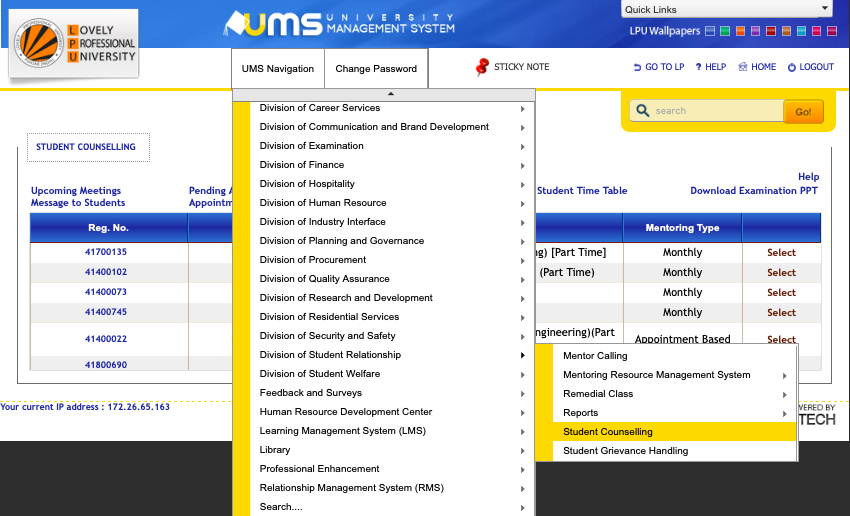 LOVELY
PROFESSIONAL
UNIVERSITY
UMS UNIVERSITY
MANAGEMENT SYSTEM
Quick Links
LPU Wallpapers
UMS Navigation
Change Password
STICKY NOTE
GO TO LP
? HELP
HOME
LOGOUT
search
Go!
STUDENT COUNSELLING
Help
Upcoming Meetings
Student Time Table
Download Examination PPT
Message to Students
Reg. No.
Mentoring Type
41700135
[Part Time]
Monthly
Select
41400102
(Part Time)
Monthly
Select
41400073
Monthly
Select
41400745
Monthly
Select
41400022
ngineering)(Part
Appointment Based
Select
41800690
Division of Career Services
Division of Communication and Brand Development
Division of Examination
Division of Finance
Division of Hospitality
Division of Human Resource
Division of Industry Interface
Division of Planning and Governance
Division of Procurement
Division of Quality Assurance
Division of Research and Development
Division of Residential Services
Division of Security and Safety
Division of Student Relationship
Division of Student Welfare
Feedback and Surveys
Human Resource Development Center
Learning Management System (LMS)
Library
Professional Enhancement
Relationship Management System (RMS)
Search....
Mentor Calling
Mentoring Resource Management System
Remedial Class
Reports
Student Counselling
Student Grievance Handling
Your current IP address : 172.26.65.163
WERED BY
TECH